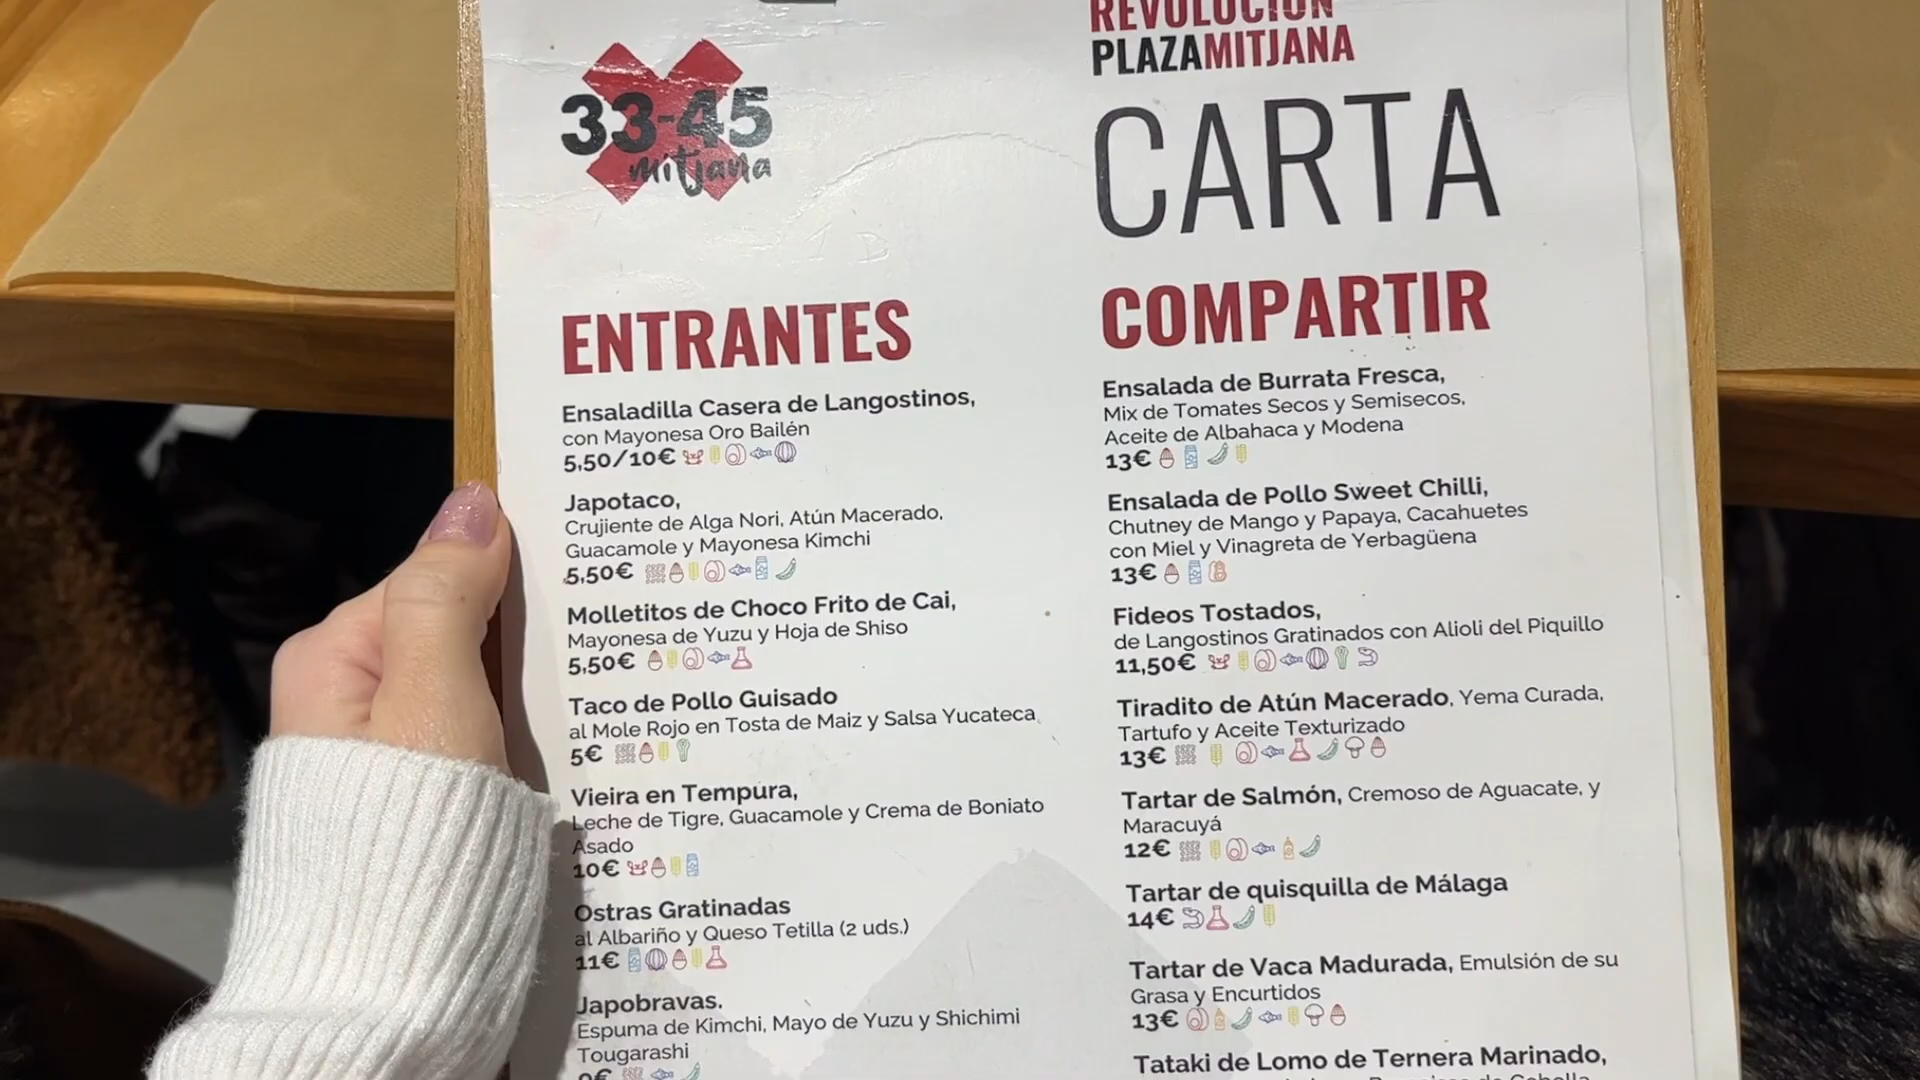 33-45
mitjana
REVOLUCIÓN
PLAZAMITJANA
CARTA
ENTRANTES
Ensaladilla Casera de Langostinos,
con Mayonesa Oro Bailén
5,50/10€
Japotaco,
Crujiente de Alga Nori, Atún Macerado,
Guacamole y Mayonesa Kimchi
5,50€
Molletitos de Choco Frito de Cai,
Mayonesa de Yuzu y Hoja de Shiso
5,50€
Taco de Pollo Guisado
al Mole Rojo en Tosta de Maiz y Salsa Yucateca
5€
Vieira en Tempura,
Leche de Tigre, Guacamole y Crema de Boniato
Asado
10€
Ostras Gratinadas
al Albariño y Queso Tetilla (2 uds.)
11€
Japobravas.
Espuma de Kimchi, Mayo de Yuzu y Shichimi
Tougarashi
COMPARTIR
Ensalada de Burrata Fresca,
Mix de Tomates Secos y Semisecos,
Aceite de Albahaca y Modena
13€
Ensalada de Pollo Sweet Chilli,
Chutney de Mango y Papaya, Cacahuetes
con Miel y Vinagreta de Yerbagüena
13€
Fideos Tostados,
de Langostinos Gratinados con Alioli del Piquillo
11,50€
Tiradito de Atún Macerado, Yema Curada,
Tartufo y Aceite Texturizado
13€
Tartar de Salmón, Cremoso de Aguacate, y
Maracuyá
12€
Tartar de quisquilla de Málaga
14€
Tartar de Vaca Madurada, Emulsión de su
Grasa y Encurtidos
13€
Tataki de Lomo de Ternera Marinado,